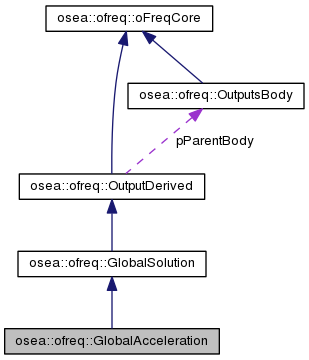 osea::ofreq::oFreqCore
osea::ofreq::OutputsBody
pParentBody
osea::ofreq::OutputDerived
osea::ofreq::GlobalSolution
osea::ofreq::GlobalAcceleration